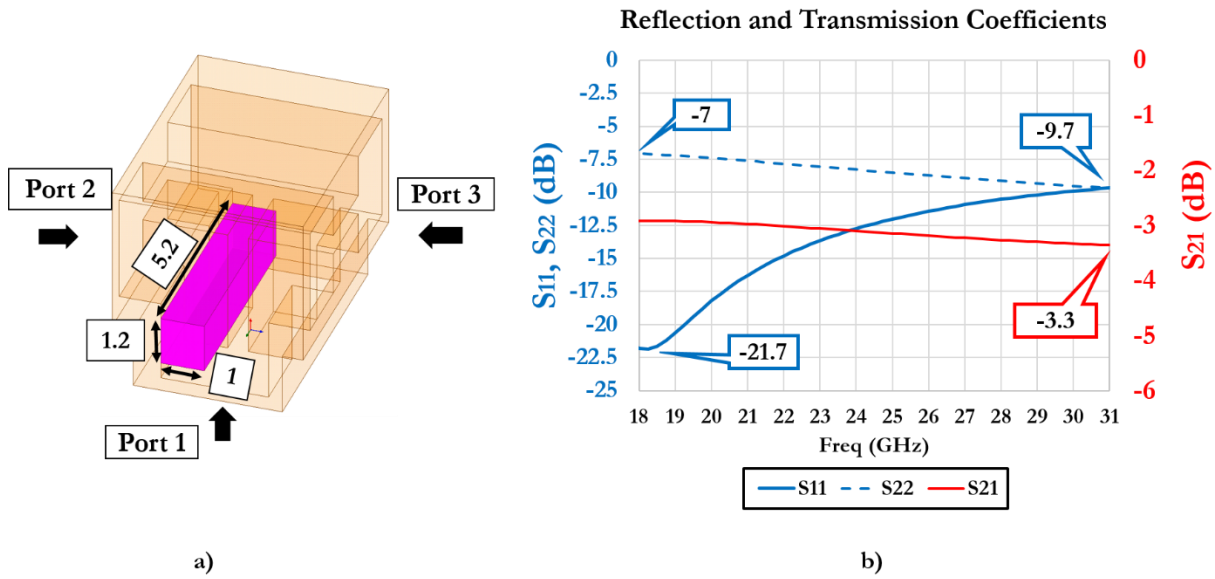 Reflection and Transmission Coefficients
Port 2
Port 3
5.2
1.2
1
Port 1
a)
S11, S22 (dB)
0
-2.5
-5
-7.5
-10
-12.5
-15
-17.5
-20
-22.5
-25
-7
-9.7
-21.7
-3.3
0
-1
-2
-3
-4
-5
-6
S21 (dB)
18 19 20 21 22 23 24 25 26 27 28 29 30 31
Freq (GHz)
S11 S22 S21
b)